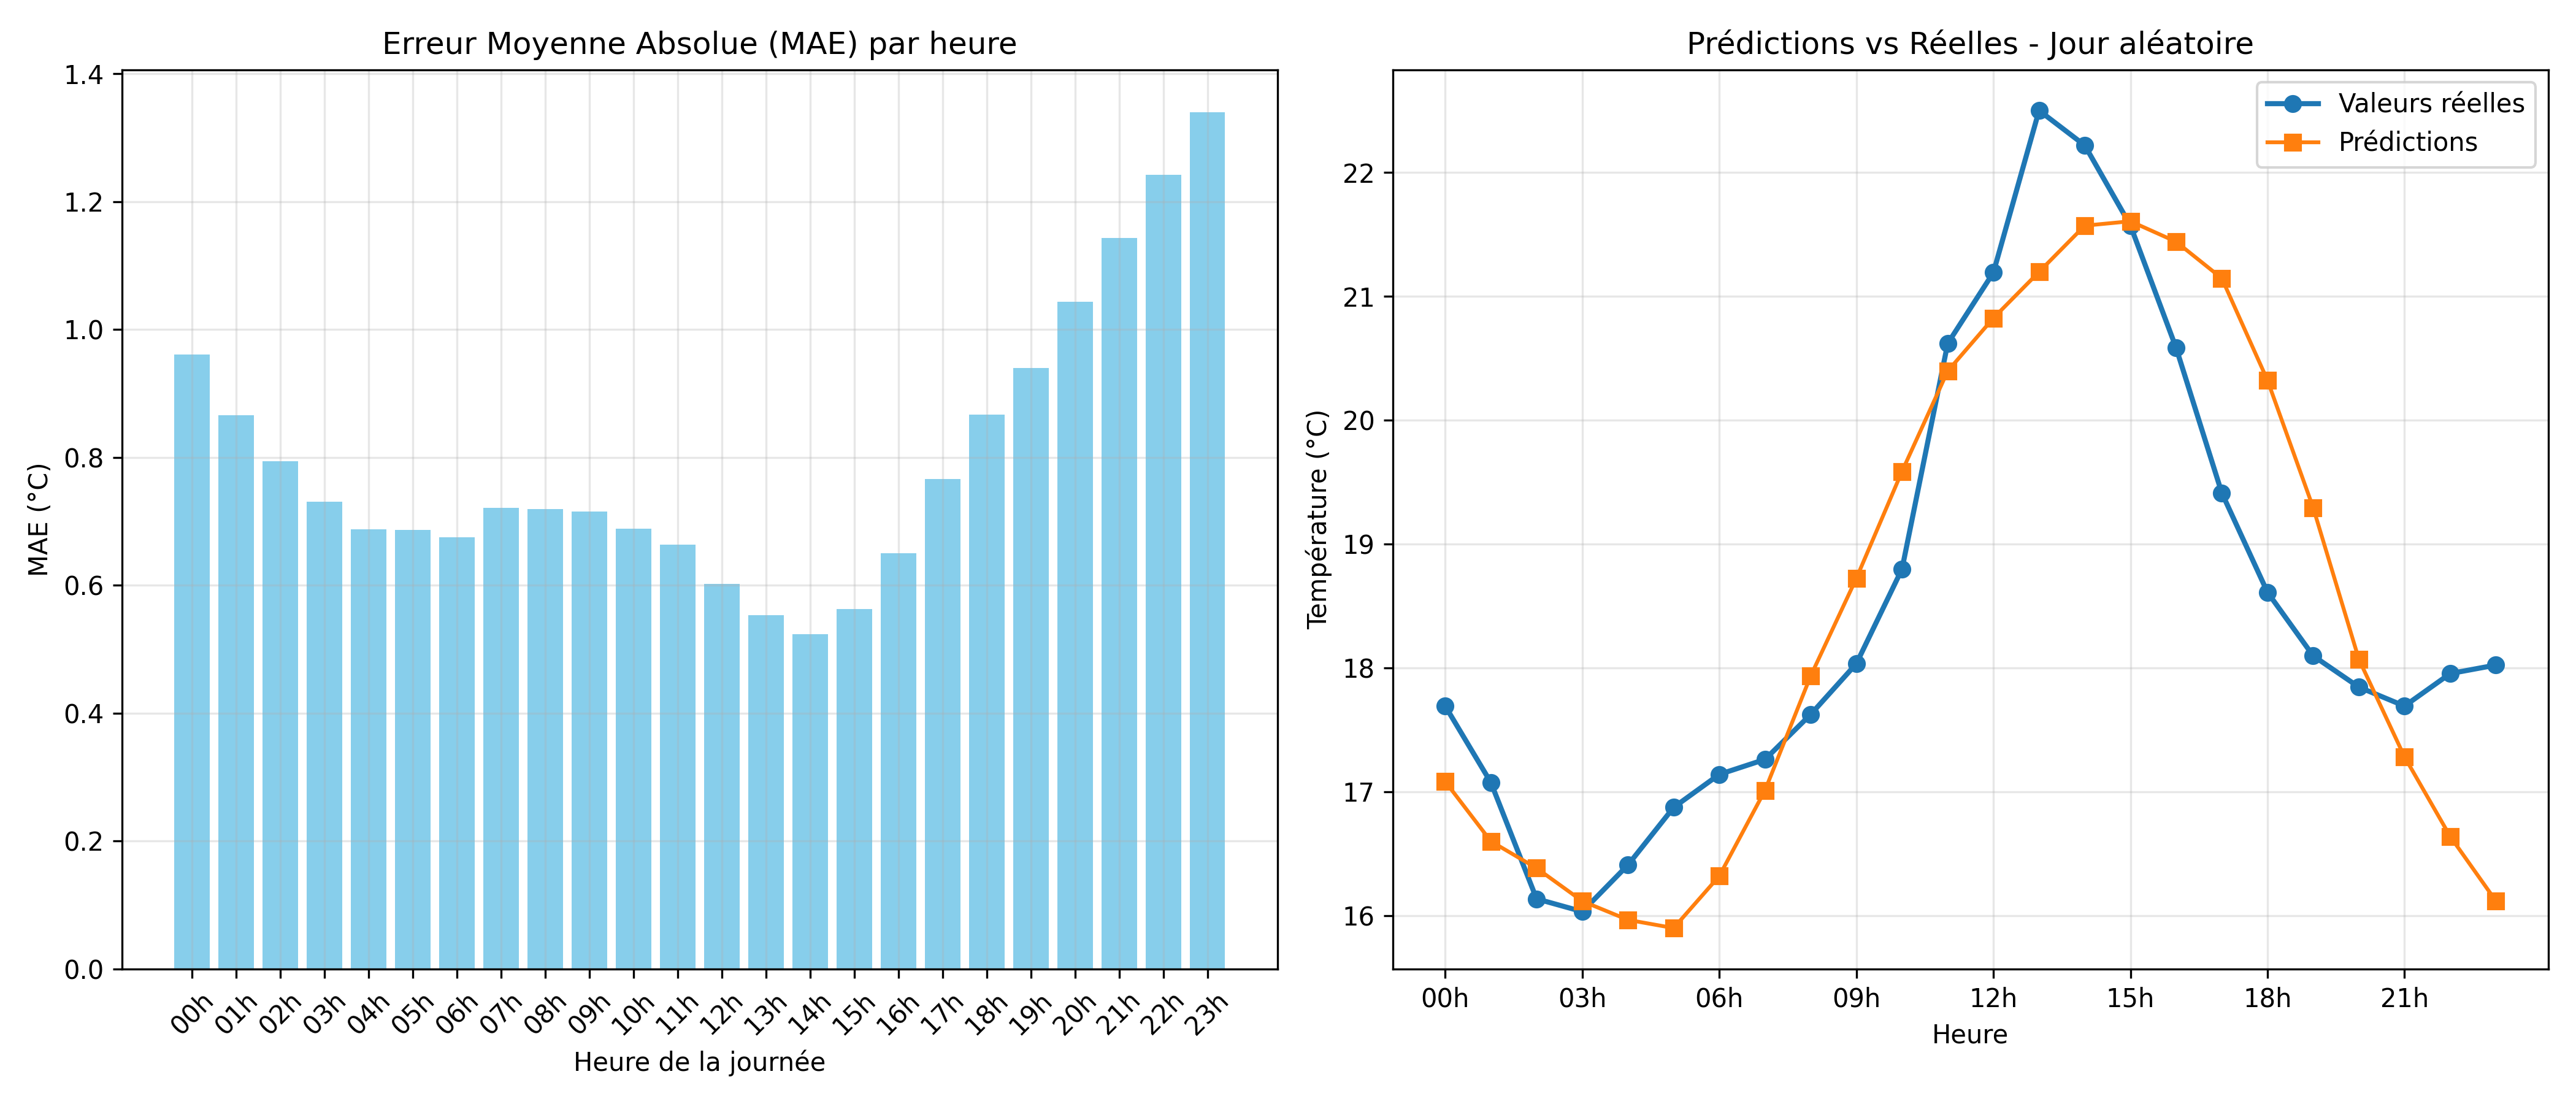 Erreur Moyenne Absolue (MAE) par heure
1.4
1.2
1.0
0.8
0.6
0.4
0.2
0.0
MAE (°C)
00h 01h 02h 03h 04h 05h 06h 07h 08h 09h 10h 11h 12h 13h 14h 15h 16h 17h 18h 19h 20h 21h 22h 23h
Heure de la journée
Prédictions vs Réelles - Jour aléatoire
Valeurs réelles
Prédictions
22
21
20
19
18
17
16
Température (°C)
00h 03h 06h 09h 12h 15h 18h 21h
Heure